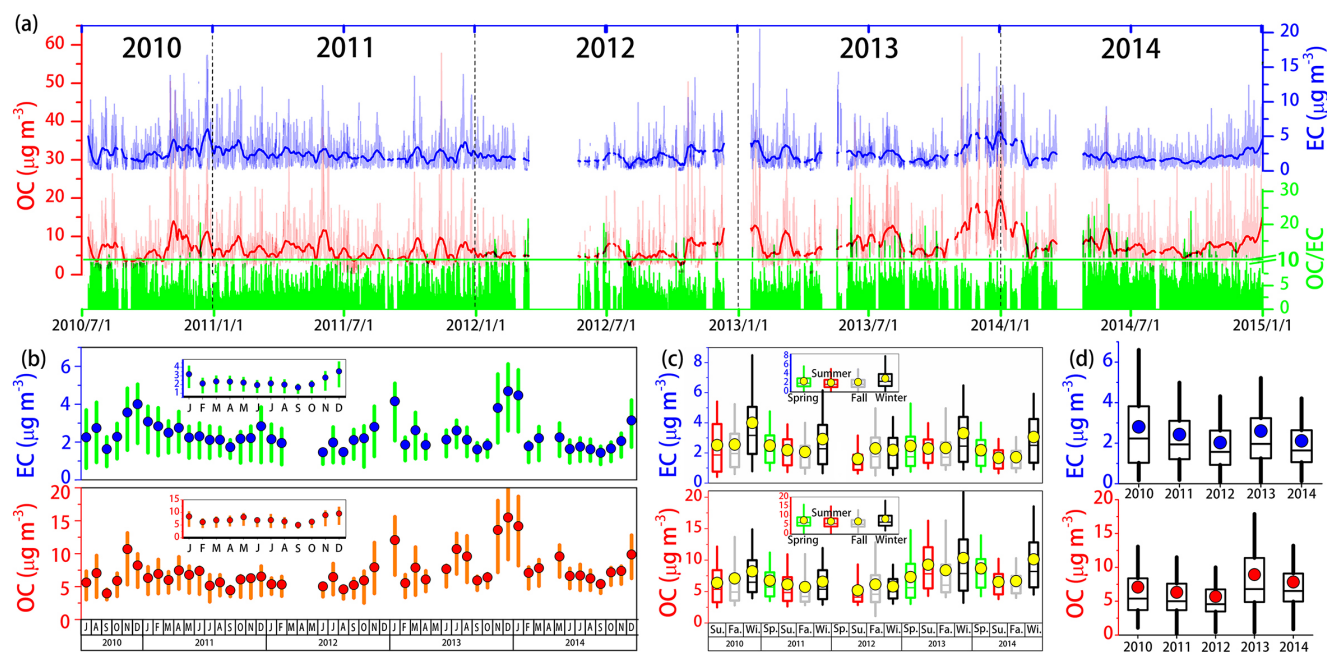 (a)
2010 2011 2012 2013 2014
OC (μg m⁻³)
60
50
40
30
20
10
0
EC (μg m⁻³)
20
15
10
5
0
OC/EC
30
20
10
5
0
2010/7/1 2011/1/1 2011/7/1 2012/1/1 2012/7/1 2013/1/1 2013/7/1 2014/1/1 2014/7/1 2015/1/1
(b)
EC (μg m⁻³)
6
4
2
0
4
3
2
1
J F M A M J J A S O N D
OC (μg m⁻³)
20
15
10
5
0
15
10
5
0
J F M A M J J A S O N D
J A S O N D J F M A M J J A S O N D J F M A M J J A S O N D J F M A M J J A S O N D J F M A M J J A S O N D
2010 2011 2012 2013 2014
(c)
EC (μg m⁻³)
8
6
4
2
0
8
6
4
2
0
Summer
Spring Fall Winter
OC (μg m⁻³)
20
15
10
5
0
15
10
5
0
Summer
Spring Fall Winter
Su. Fa. Wi. Sp. Su. Fa. Wi. Sp. Su. Fa. Wi. Sp. Su. Fa. Wi. Sp. Su. Fa. Wi.
2010 2011 2012 2013 2014
(d)
EC (μg m⁻³)
6
4
2
0
2010 2011 2012 2013 2014
OC (μg m⁻³)
20
15
10
5
0
2010 2011 2012 2013 2014